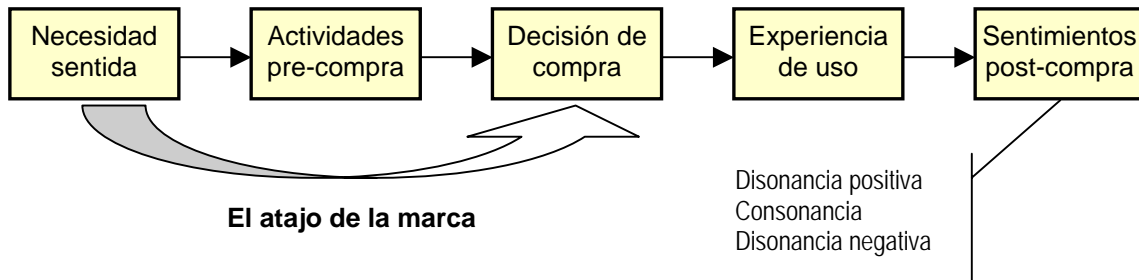 Necesidad
sentida
Actividades
pre-compra
Decisión de
compra
Experiencia
de uso
Sentimientos
post-compra
El atajo de la marca
Disonancia positiva
Consonancia
Disonancia negativa